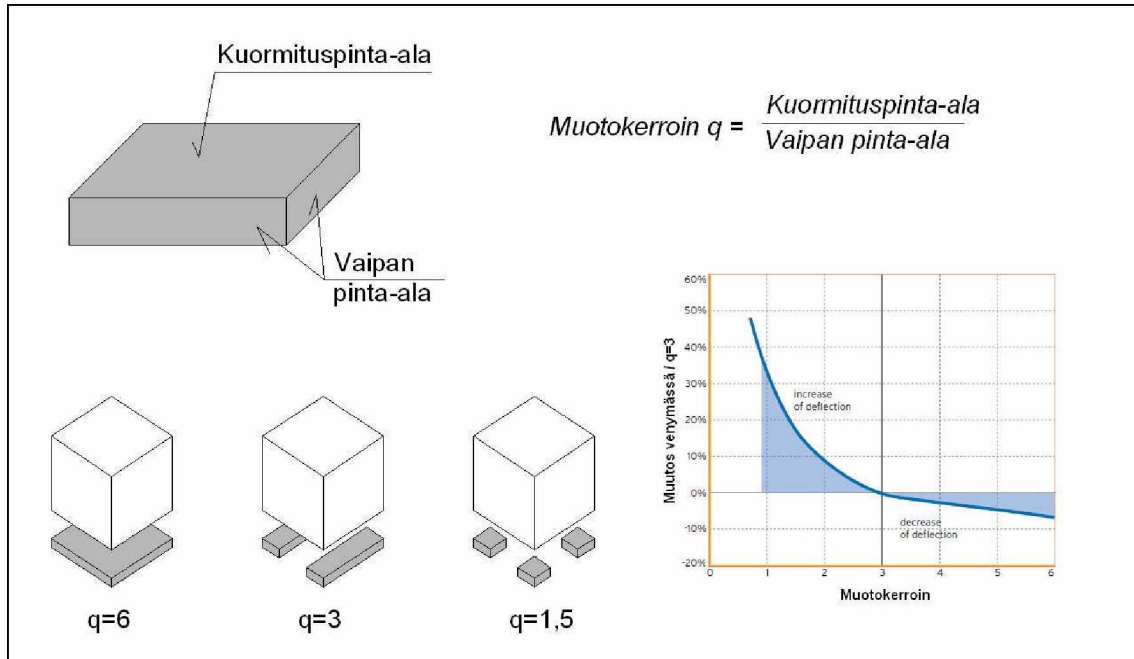 Kuormituspinta-ala
Muotokerroin q = Kuormituspinta-ala
Vaipan pinta-ala
Vaipan
pinta-ala
q=6
q=3
q=1,5
Muutos venymässä / q=3
60%
50%
40%
30%
20%
10%
0%
-10%
-20%
increase
of deflection
decrease
of deflection
0 1 2 3 4 5 6
Muotokerroin